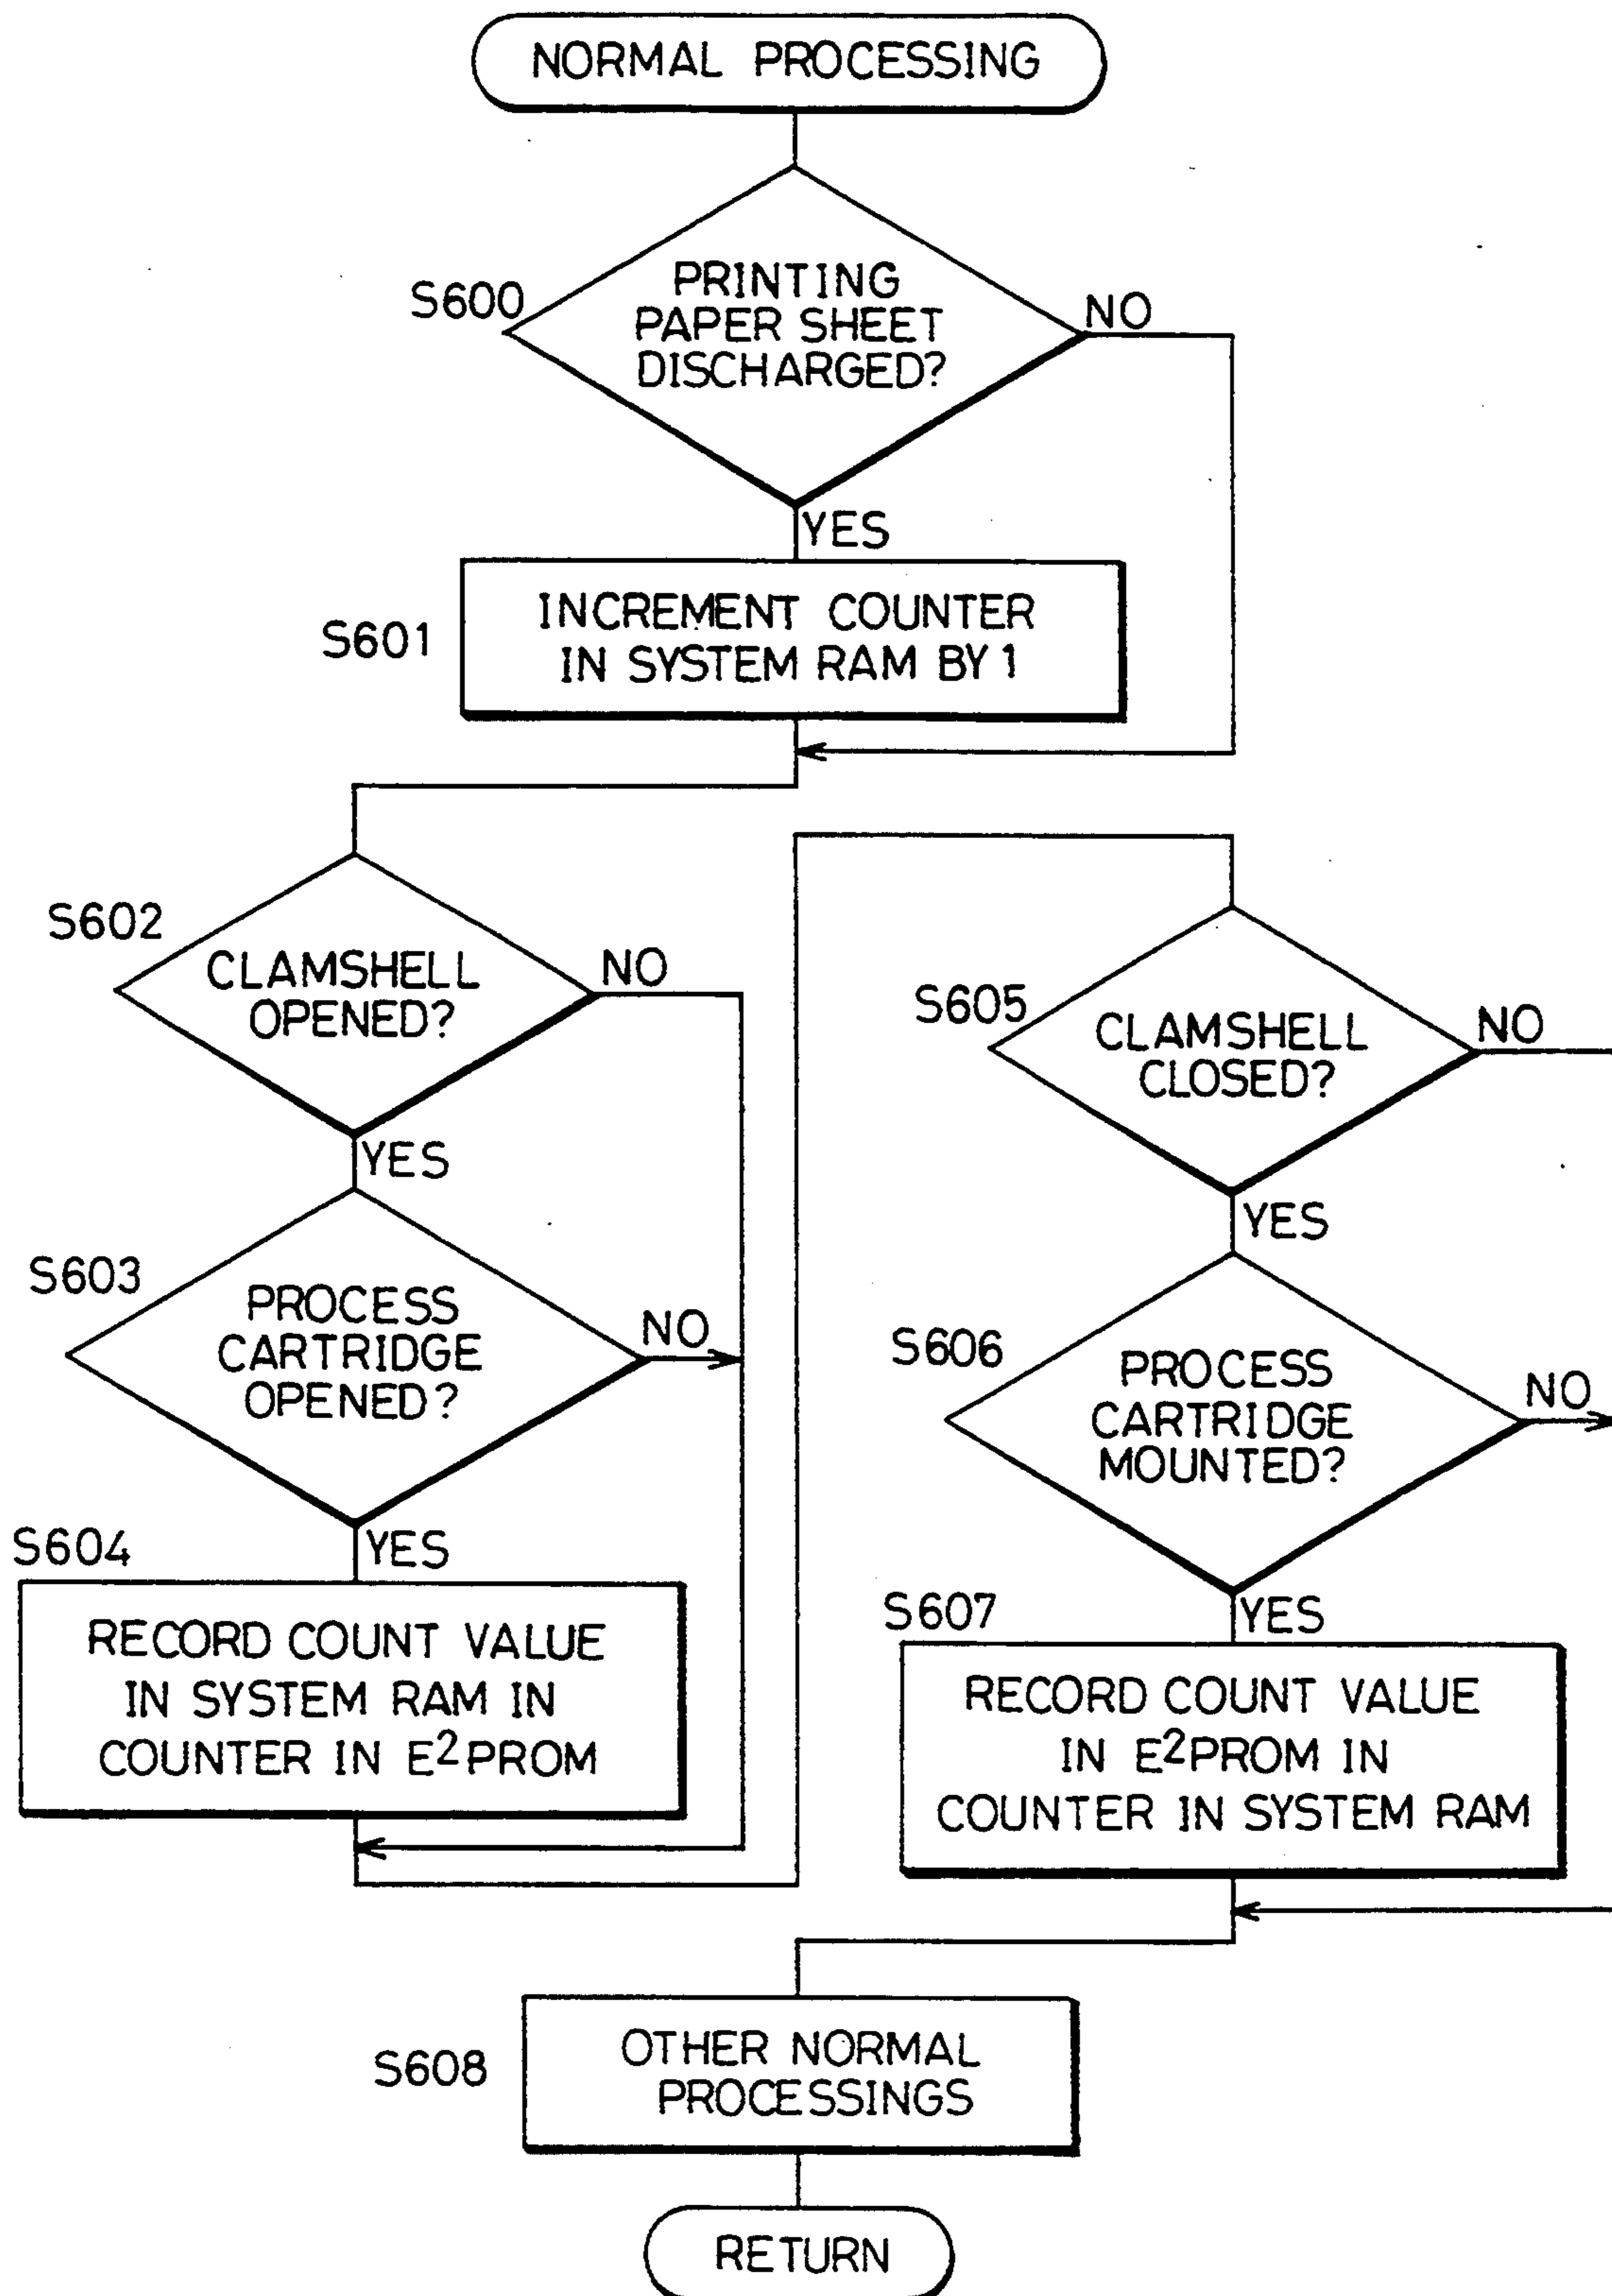 NORMAL PROCESSING
S600
PRINTING
PAPER SHEET
DISCHARGED?
NO
YES
S601
INCREMENT COUNTER
IN SYSTEM RAM BY 1
S602
CLAMSHELL
OPENED?
NO
YES
S603
PROCESS
CARTRIDGE
OPENED?
NO
YES
S604
RECORD COUNT VALUE
IN SYSTEM RAM IN
COUNTER IN E²PROM
S605
CLAMSHELL
CLOSED?
NO
YES
S606
PROCESS
CARTRIDGE
MOUNTED?
NO
YES
S607
RECORD COUNT VALUE
IN E²PROM IN
COUNTER IN SYSTEM RAM
S608
OTHER NORMAL
PROCESSINGS
RETURN